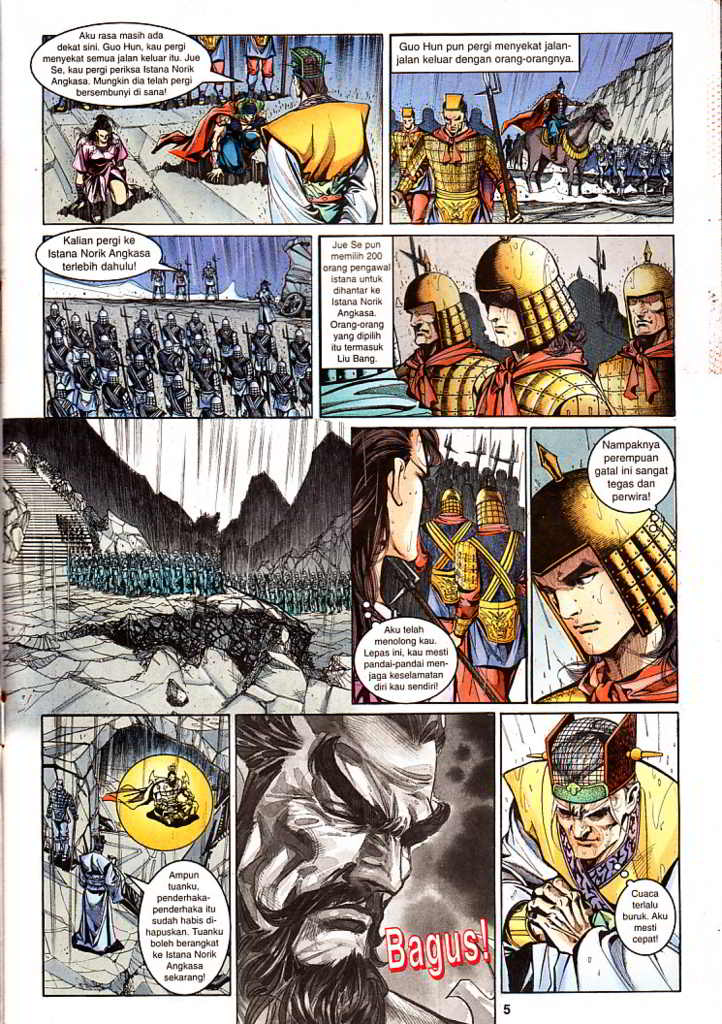 Aku rasa masih ada
dekat sini. Guo Hun, kau pergi
menyekat semua jalan keluar itu. Jue
Se, kau pergi periksa Istana Norik
Angkasa. Mungkin dia telah pergi
bersembunyi di sana!
Guo Hun pun pergi menyekat jalan-
jalan keluar dengan orang-orangnya.
Kalian pergi ke
Istana Norik Angkasa
terlebih dahulu!
Jue Se pun
memilih 200
orang pengawal
istana untuk
dihantar ke
Istana Norik
Angkasa.
Orang-orang
yang dipilih
itu termasuk
Liu Bang.
Aku telah
menolong kau.
Lepas ini, kau mesti
pandai-pandai men-
jaga keselamatan
diri kau sendiri!
Nampaknya
perempuan
gatal ini sangat
tegas dan
perwira!
Ampun
tuanku,
penderhaka-
penderhaka itu
sudah habis di-
hapuskan. Tuanku
boleh berangkat
ke Istana Norik
Angkasa
sekarang!
Bagus!
Cuaca
terlalu
buruk. Aku
mesti
cepat!
5